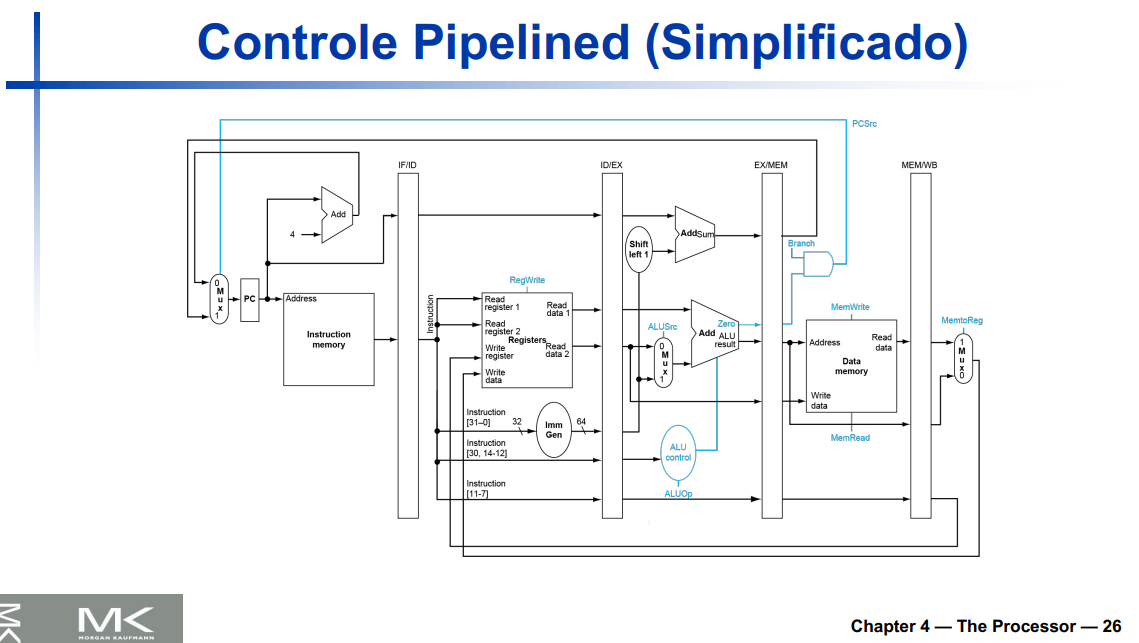 Controle Pipelined (Simplificado)
PCSrc
IF/ID
ID/EX
EX/MEM
MEM/WB
Add
4
AddSum
Shift
left 1
Branch
0
M
u
x
1
PC
Address
Instruction
memory
RegWrite
Instruction
Read
register 1
Read
data 1
Read
register 2
Registers
Write
register
Read
data 2
Write
data
ALUSrc
0
M
u
x
1
Zero
Add
ALU
result
MemWrite
Address
Read
data
Data
memory
Write
data
MemRead
MemtoReg
1
M
u
x
0
Instruction
[31–0]
32
Imm
Gen
64
Instruction
[30, 14-12]
ALU
control
Instruction
[11-7]
ALUOp
MK
MK
MORGAN KAUFMANN
Chapter 4 — The Processor — 26